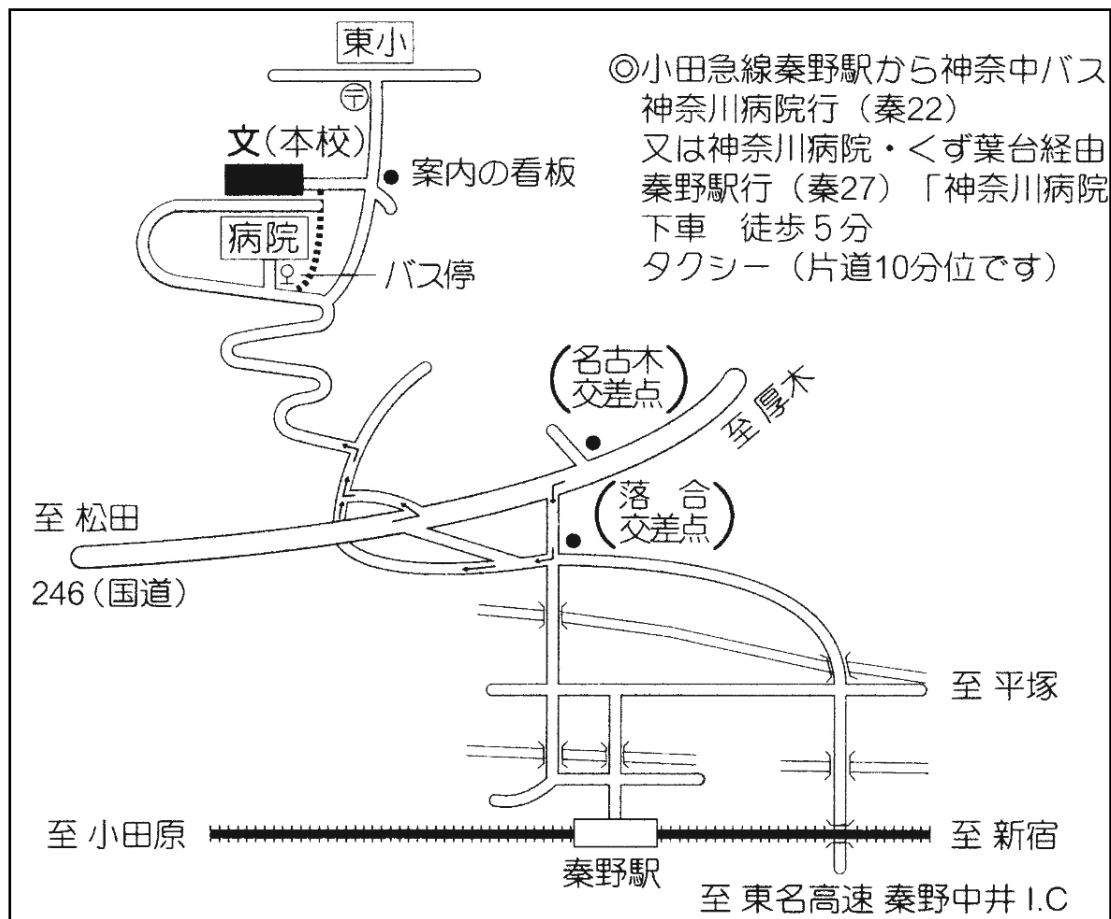 東小
〒
文(本校)
案内の看板
病院
バス停
◎小田急線秦野駅から神奈中バス
神奈川病院行（秦22）
又は神奈川病院・くず葉台経由
秦野駅行（秦27）「神奈川病院
下車　徒歩5分
タクシー（片道10分位です）
(名古木
交差点)
至 厚木
(落　合
交差点)
至 松田
246(国道)
至 平塚
至 小田原
秦野駅
至 新宿
至 東名高速 秦野中井 I.C